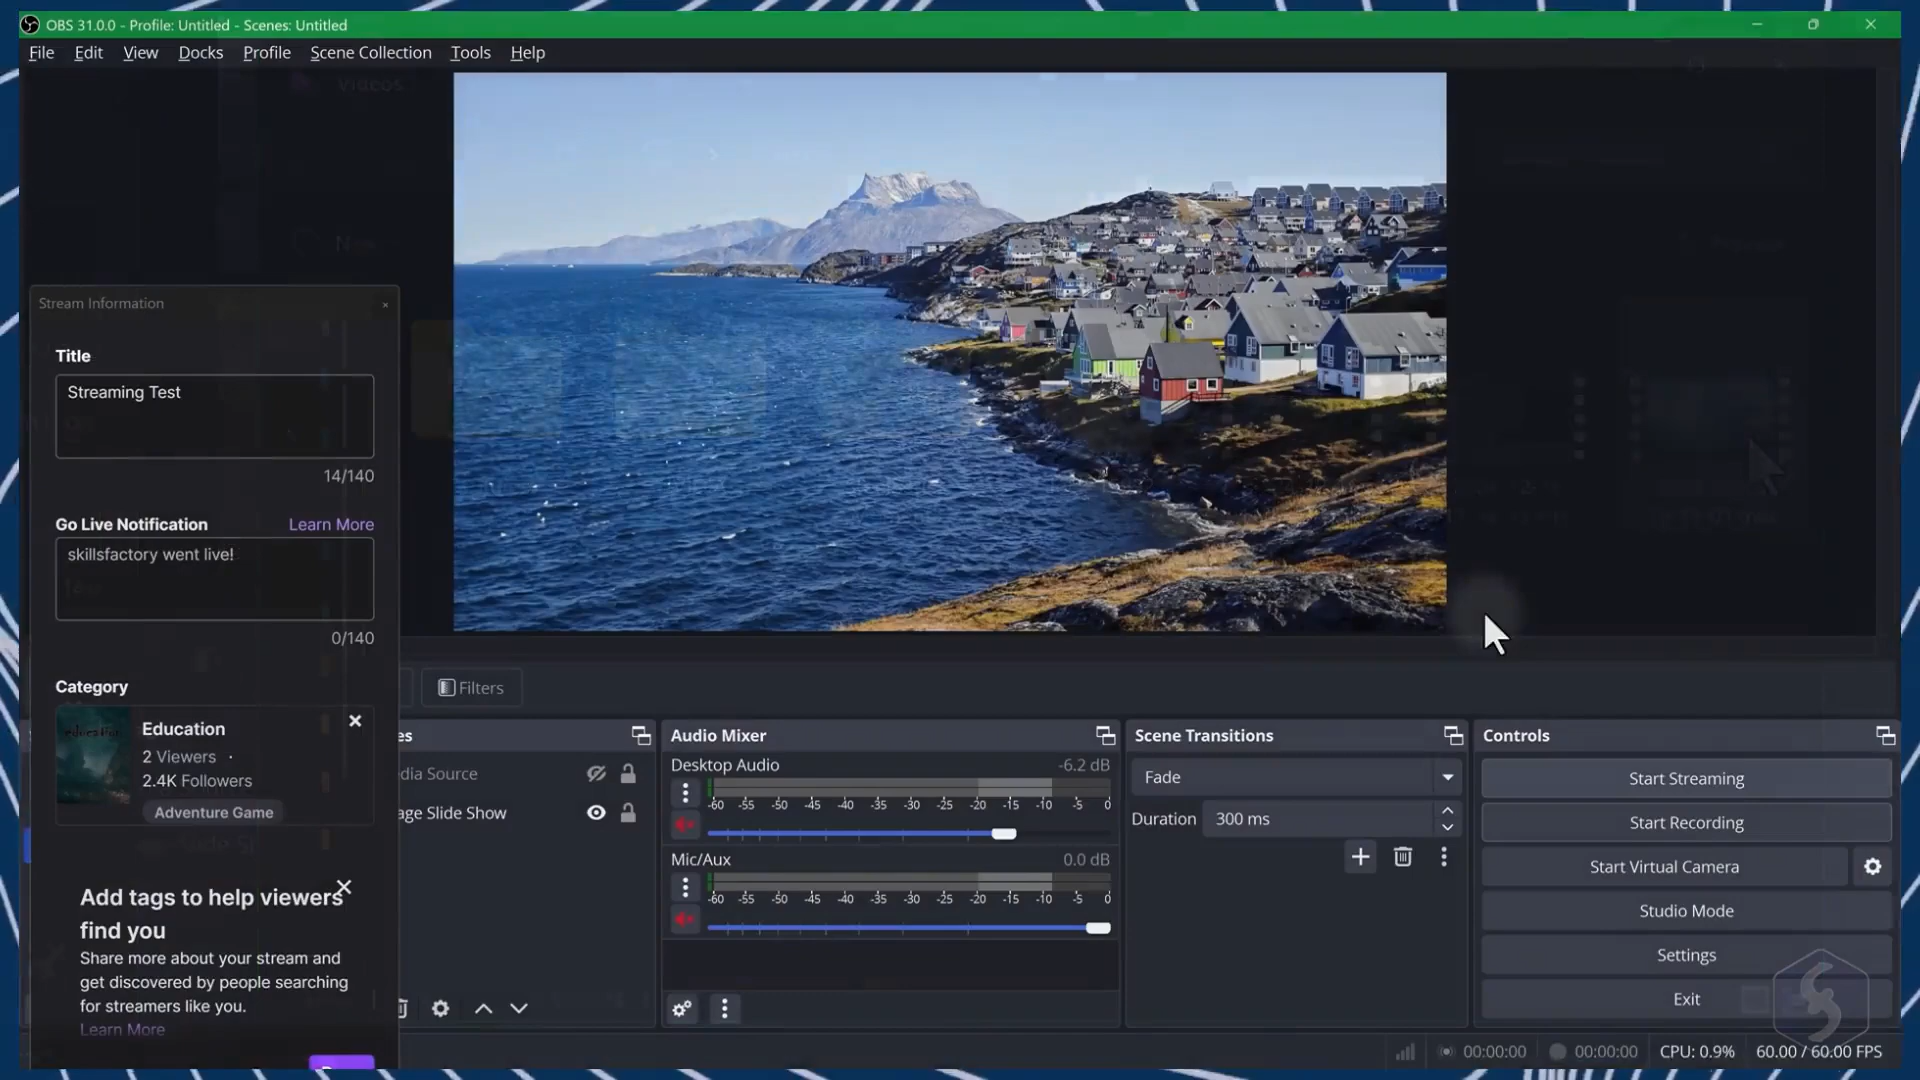 OBS 31.0.0 - Profile: Untitled - Scenes: Untitled
File Edit View Docks Profile Scene Collection Tools Help
Videos
Stream Information
Title
Streaming Test
14/140
Go Live Notification Learn More
skillsfactory went live!
0/140
Category
Education
2 Viewers ·
2.4K Followers
Adventure Game
Add tags to help viewers
find you
Share more about your stream and
get discovered by people searching
for streamers like you.
Learn More
Filters
es
dia Source
age Slide Show
Audio Mixer
Desktop Audio -6.2 dB
-60 -55 -50 -45 -40 -35 -30 -25 -20 -15 -10 -5 0
Mic/Aux 0.0 dB
-60 -55 -50 -45 -40 -35 -30 -25 -20 -15 -10 -5 0
Scene Transitions
Fade
Duration 300 ms
Controls
Start Streaming
Start Recording
Start Virtual Camera
Studio Mode
Settings
Exit
00:00:00 00:00:00 CPU: 0.9% 60.00 / 60.00 FPS